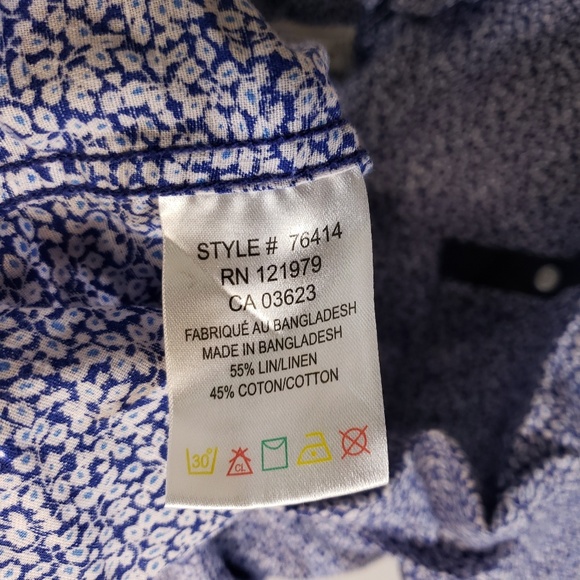 STYLE # 76414
RN 121979
CA 03623
FABRIQUÉ AU BANGLADESH
MADE IN BANGLADESH
55% LIN/LINEN
45% COTON/COTTON
30° CL